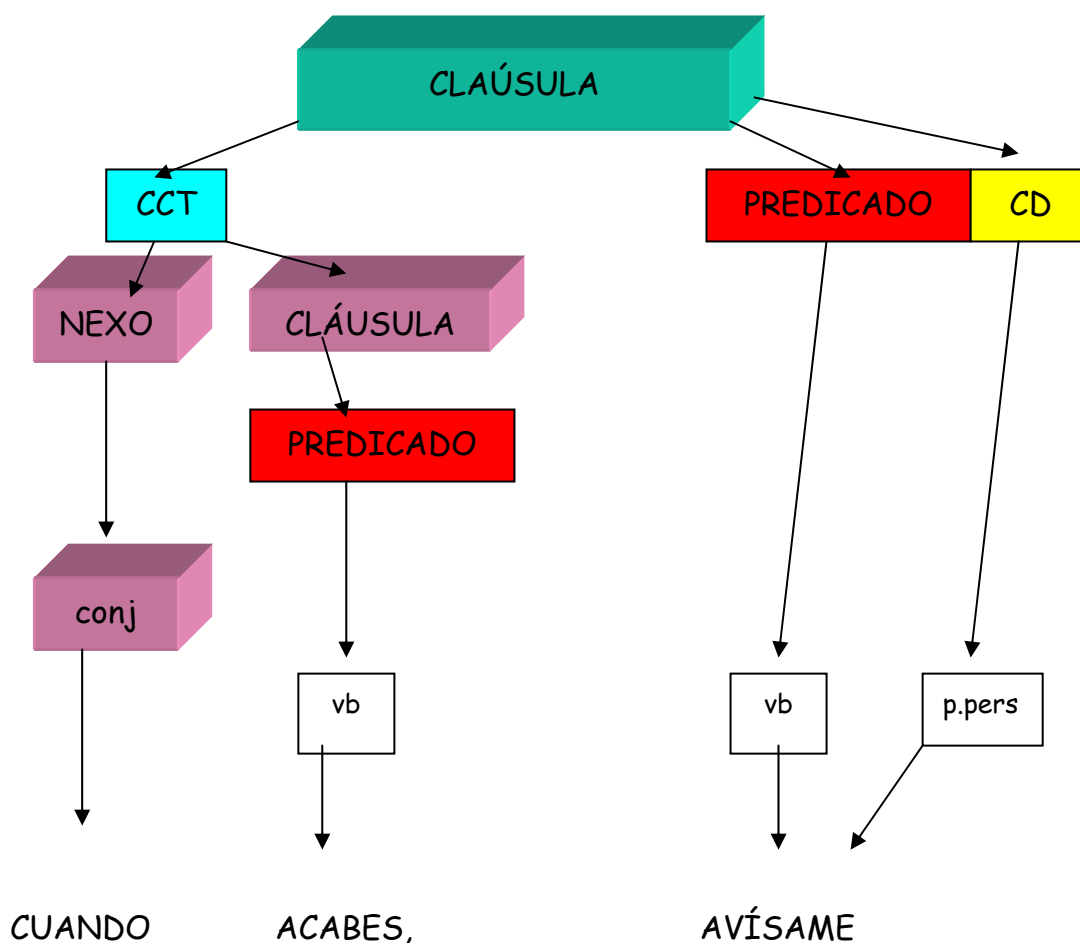 CLAÚSULA
CCT
PREDICADO
CD
NEXO
CLÁUSULA
PREDICADO
conj
vb
vb
p.pers
CUANDO ACABES, AVÍSAME